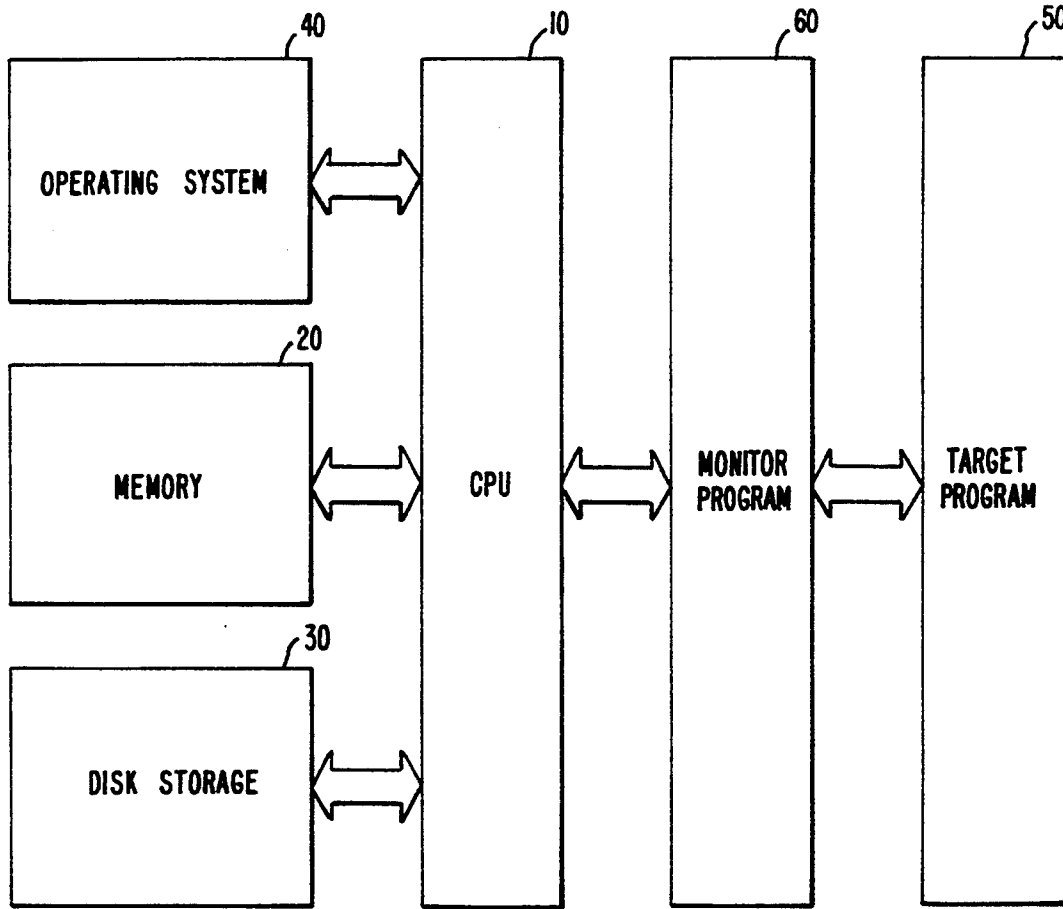 40
10
60
50
OPERATING SYSTEM
20
MEMORY
CPU
MONITOR
PROGRAM
TARGET
PROGRAM
30
DISK STORAGE